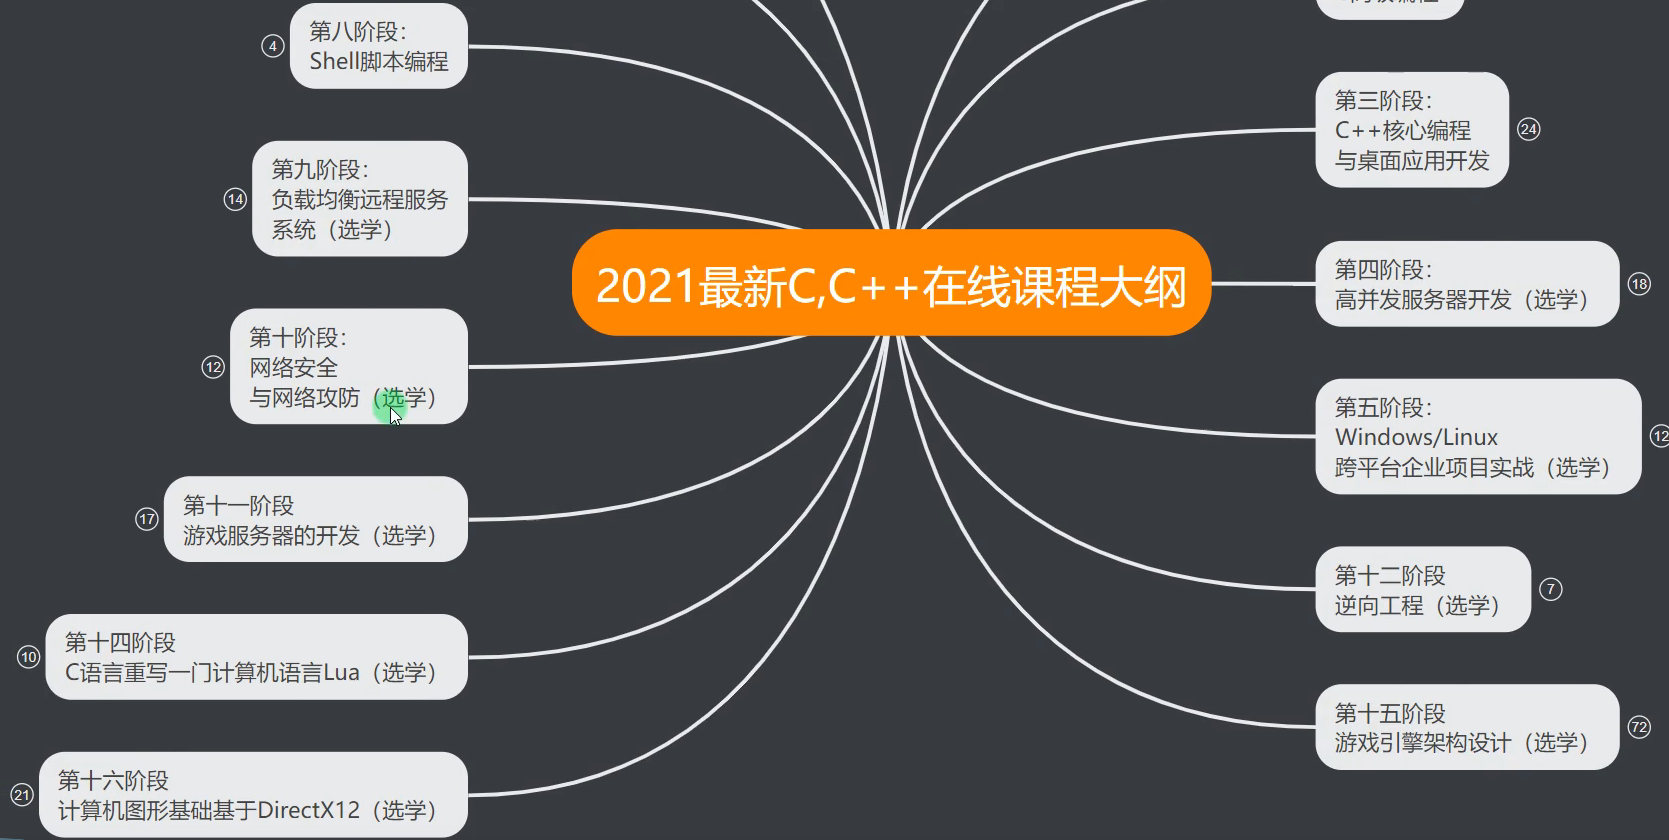 第八阶段：
Shell脚本编程
4
第九阶段：
负载均衡远程服务
系统（选学）
14
第十阶段：
网络安全
与网络攻防（选学）
12
第十一阶段
游戏服务器的开发（选学）
17
第十四阶段
C语言重写一门计算机语言Lua（选学）
10
第十六阶段
计算机图形基础基于DirectX12（选学）
21
2021最新C,C++在线课程大纲
第三阶段：
C++核心编程
与桌面应用开发
24
第四阶段：
高并发服务器开发（选学）
18
第五阶段：
Windows/Linux
跨平台企业项目实战（选学）
12
第十二阶段
逆向工程（选学）
7
第十五阶段
游戏引擎架构设计（选学）
72